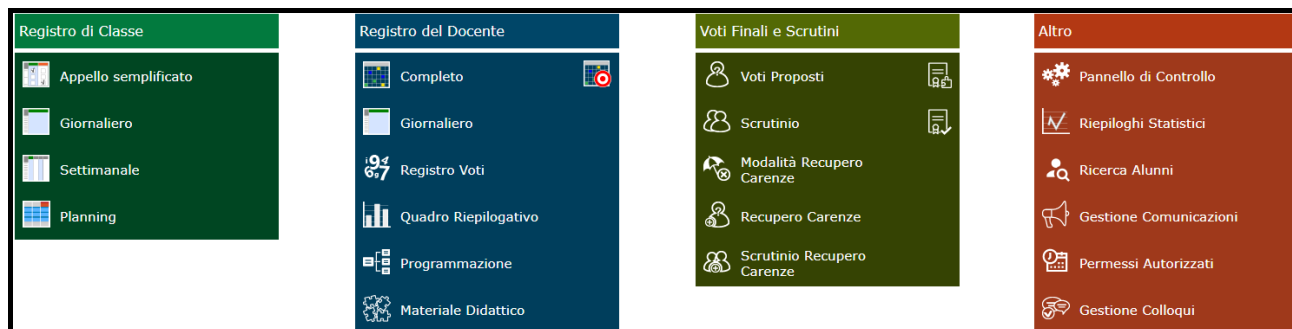 Registro di Classe
Appello semplificato
Giornaliero
Settimanale
Planning
Registro del Docente
Completo
Giornaliero
Registro Voti
Quadro Riepilogativo
Programmazione
Materiale Didattico
Voti Finali e Scrutini
Voti Proposti
Scrutinio
Modalità Recupero
Carenze
Recupero Carenze
Scrutinio Recupero
Carenze
Altro
Pannello di Controllo
Riepiloghi Statistici
Ricerca Alunni
Gestione Comunicazioni
Permessi Autorizzati
Gestione Colloqui